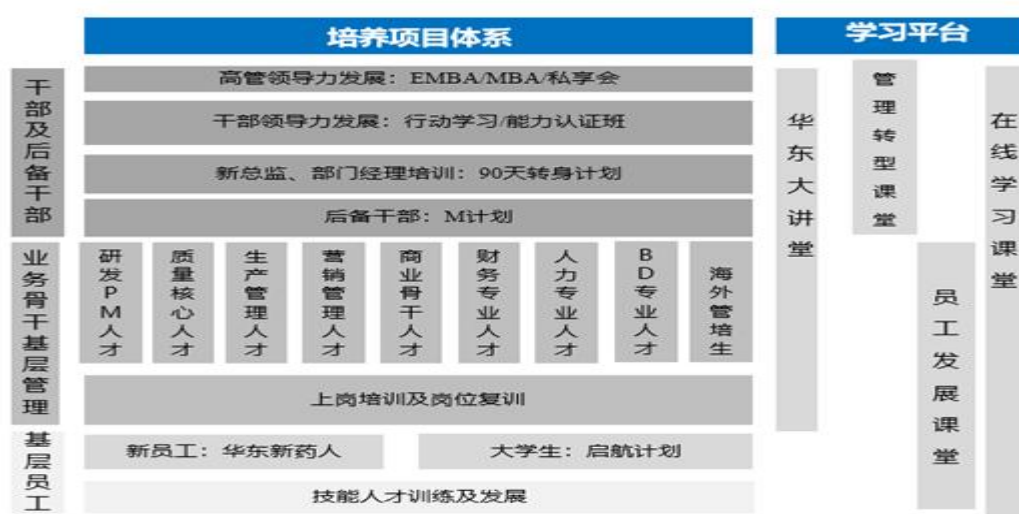 培养项目体系
学习平台
干部及后备干部
高管领导力发展：EMBA/MBA/私享会
干部领导力发展：行动学习/能力认证班
新总监、部门经理培训：90天转身计划
后备干部：M计划
业务骨干基层管理
研发PM人才
质量核心人才
生产管理人才
营销管理人才
商业骨干人才
财务专业人才
人力专业人才
BD专业人才
海外管培生
上岗培训及岗位复训
基层员工
新员工：华东新药人
大学生：启航计划
技能人才训练及发展
华东大讲堂
管理转型课堂
员工发展课堂
在线学习课堂